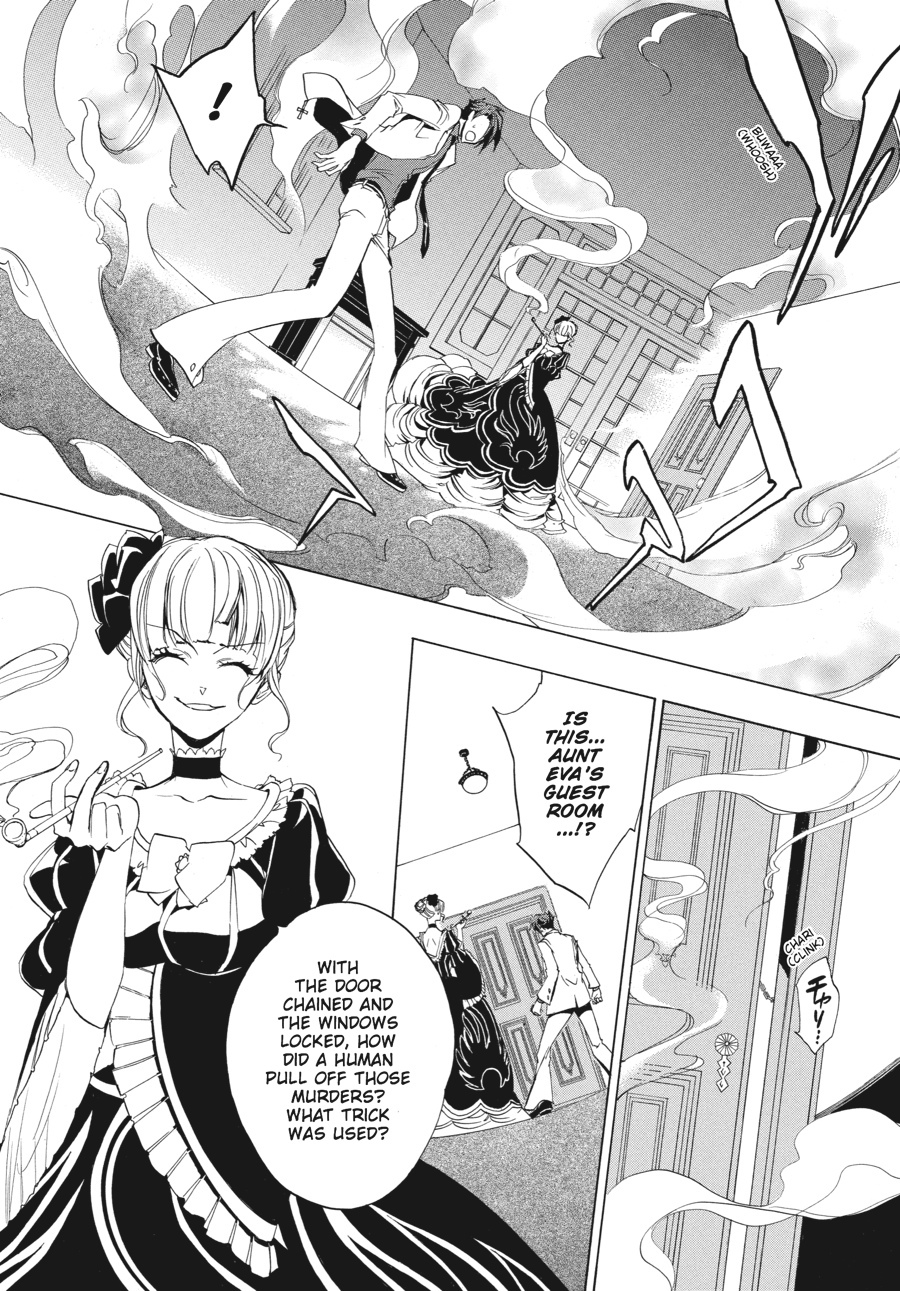 !
BUWAAA
(WHOOSH)
CHARI
(CLINK)
チャリ…
IS
THIS...
AUNT
EVA'S
GUEST
ROOM
...!?
WITH
THE DOOR
CHAINED AND
THE WINDOWS
LOCKED, HOW
DID A HUMAN
PULL OFF THOSE
MURDERS?
WHAT TRICK
WAS USED?